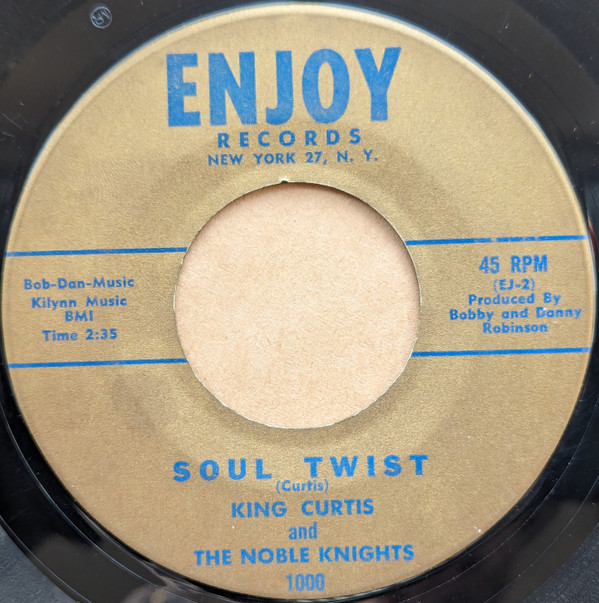 ENJOY
RECORDS
NEW YORK 27, N. Y.
Bob-Dan-Music
Kilynn Music
BMI
Time 2:35
45 RPM
(EJ-2)
Produced By
Bobby and Danny
Robinson
SOUL TWIST
(Curtis)
KING CURTIS
and
THE NOBLE KNIGHTS
1000